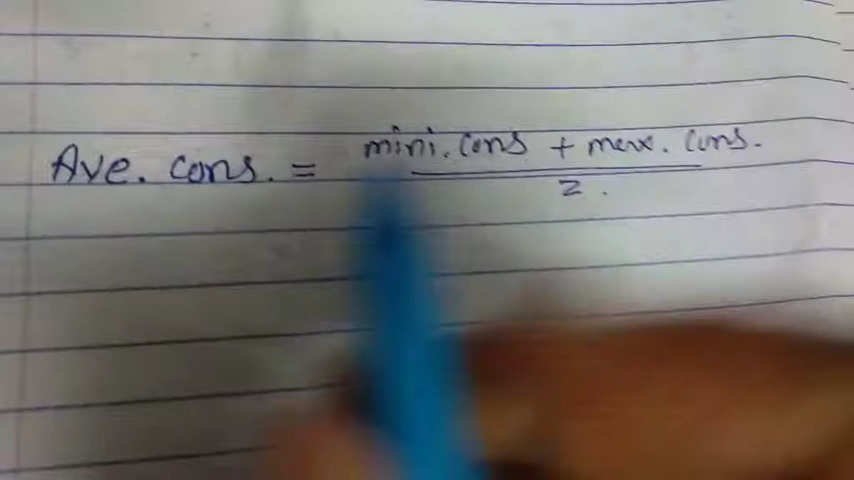 Ave. Cons. = mini. Cons + max. Cons.
2.